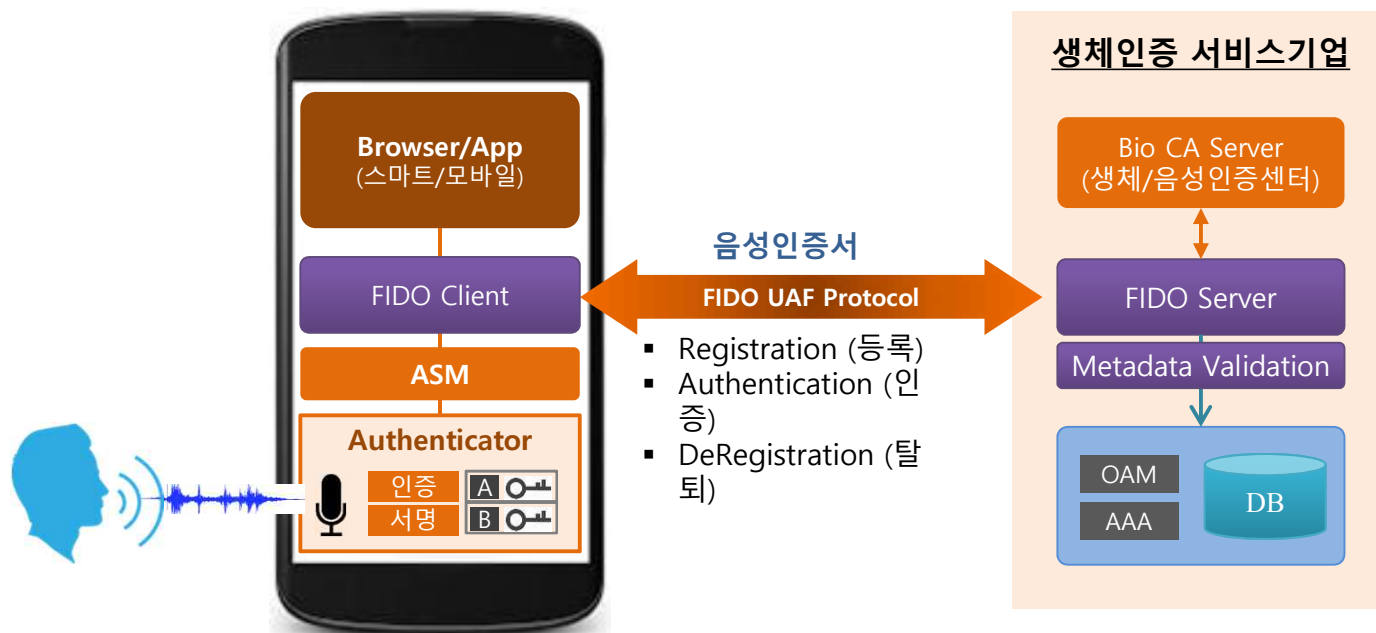 Browser/App
(스마트/모바일)
FIDO Client
ASM
Authenticator
인증 A
서명 B
음성인증서
FIDO UAF Protocol
▪ Registration (등록)
▪ Authentication (인
증)
▪ DeRegistration (탈
퇴)
생체인증 서비스기업
Bio CA Server
(생체/음성인증센터)
FIDO Server
Metadata Validation
OAM
AAA
DB